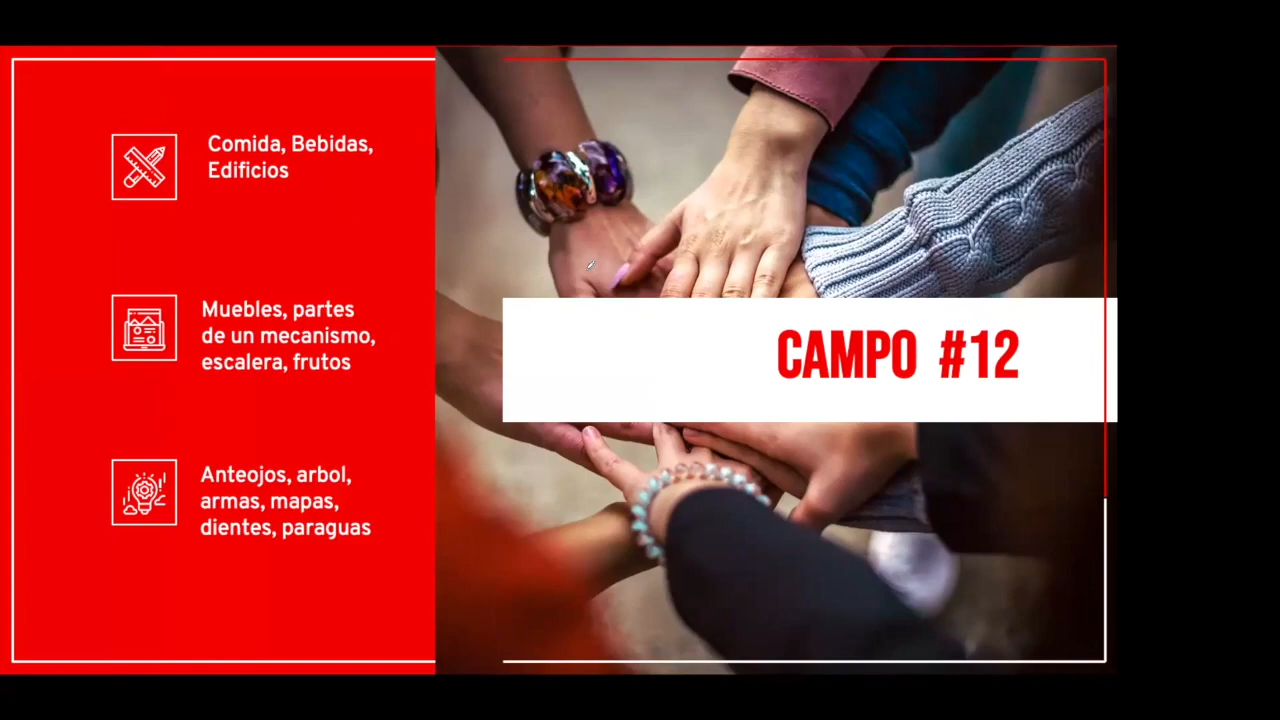 Comida, Bebidas,
Edificios
Muebles, partes
de un mecanismo,
escalera, frutos
Anteojos, arbol,
armas, mapas,
dientes, paraguas
CAMPO #12